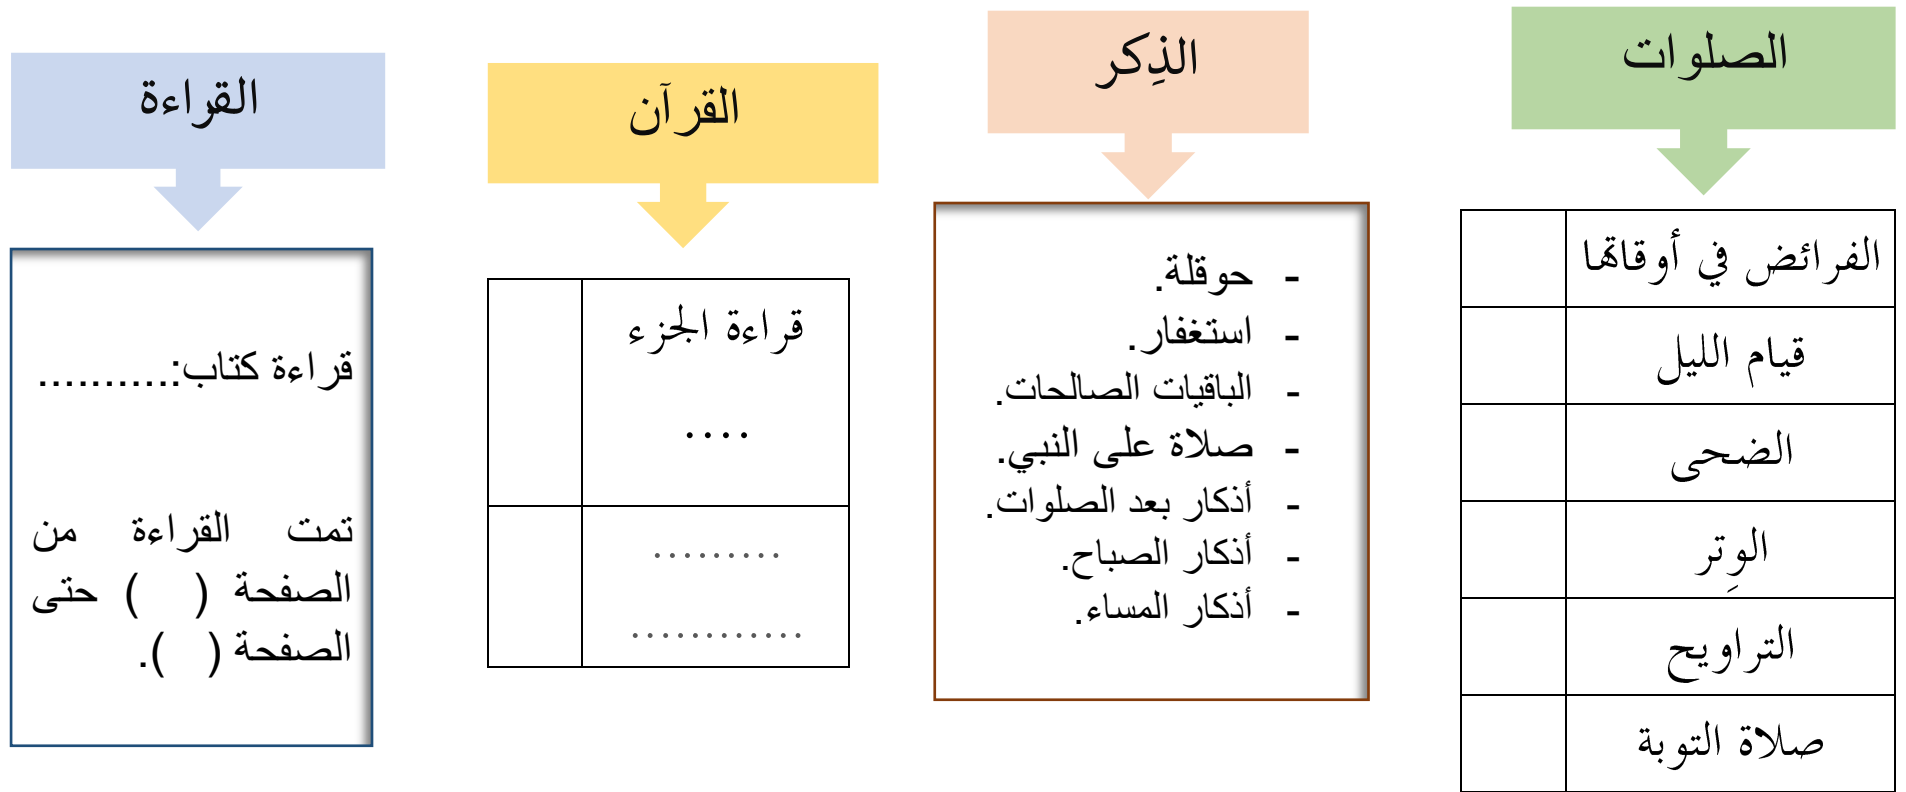 الصلوات
الفرائض في أوقاتها
قيام الليل
الضحى
الوِتر
التراويح
صلاة التوبة
الذِكر
- حوقلة.
- استغفار.
- الباقيات الصالحات.
- صلاة على النبي.
- أذكار بعد الصلوات.
- أذكار الصباح.
- أذكار المساء.
القرآن
قراءة الجزء
....
.........
............
القراءة
قراءة كتاب:...........
تمت القراءة من
الصفحة ( ) حتى
الصفحة ( ).